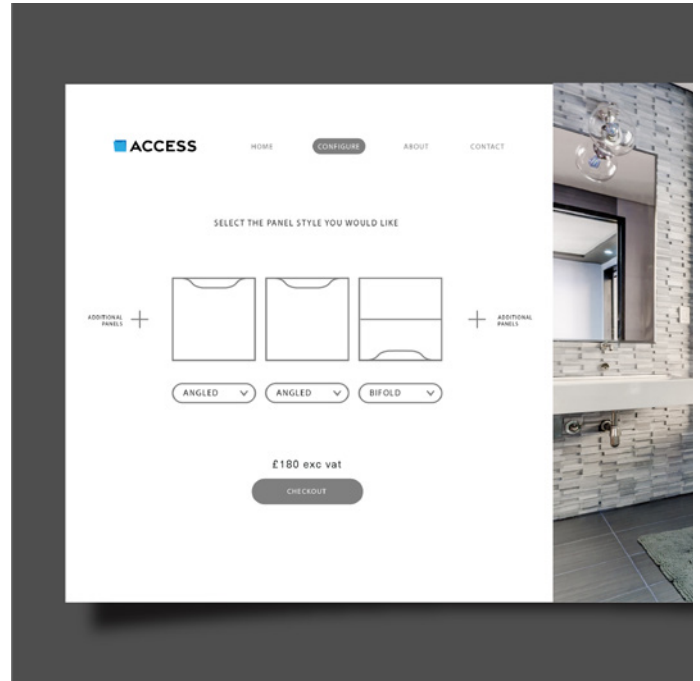 ACCESS
HOME
CONFIGURE
ABOUT
CONTACT
SELECT THE PANEL STYLE YOU WOULD LIKE
ADDITIONAL
PANELS
ADDITIONAL
PANELS
ANGLED
ANGLED
BIFOLD
£180 exc vat
CHECKOUT